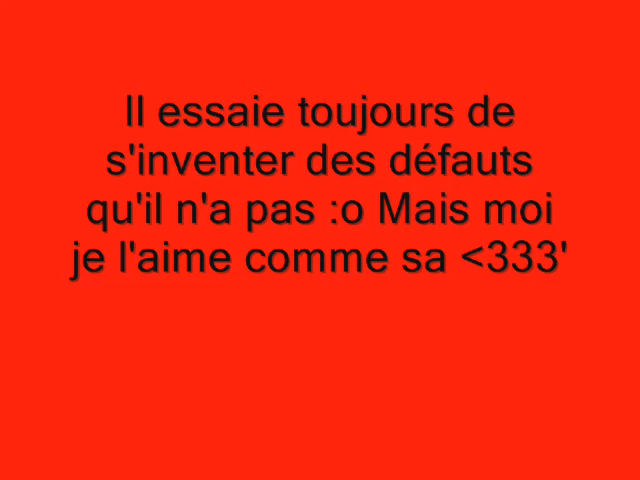 Il essaie toujours de
s'inventer des défauts
qu'il n'a pas :o Mais moi
je l'aime comme sa <333'